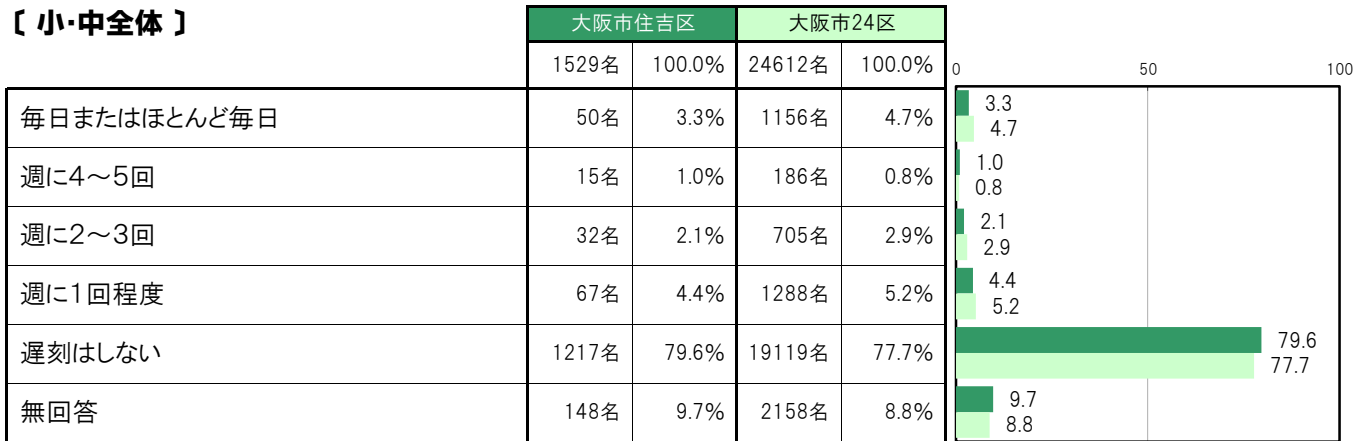 〔 小・中全体 〕
大阪市住吉区 大阪市24区
1529名 100.0% 24612名 100.0%
0 50 100
毎日またはほとんど毎日 50名 3.3% 1156名 4.7% 3.3
4.7
週に4～5回 15名 1.0% 186名 0.8% 1.0
0.8
週に2～3回 32名 2.1% 705名 2.9% 2.1
2.9
週に1回程度 67名 4.4% 1288名 5.2% 4.4
5.2
遅刻はしない 1217名 79.6% 19119名 77.7% 79.6
77.7
無回答 148名 9.7% 2158名 8.8% 9.7
8.8